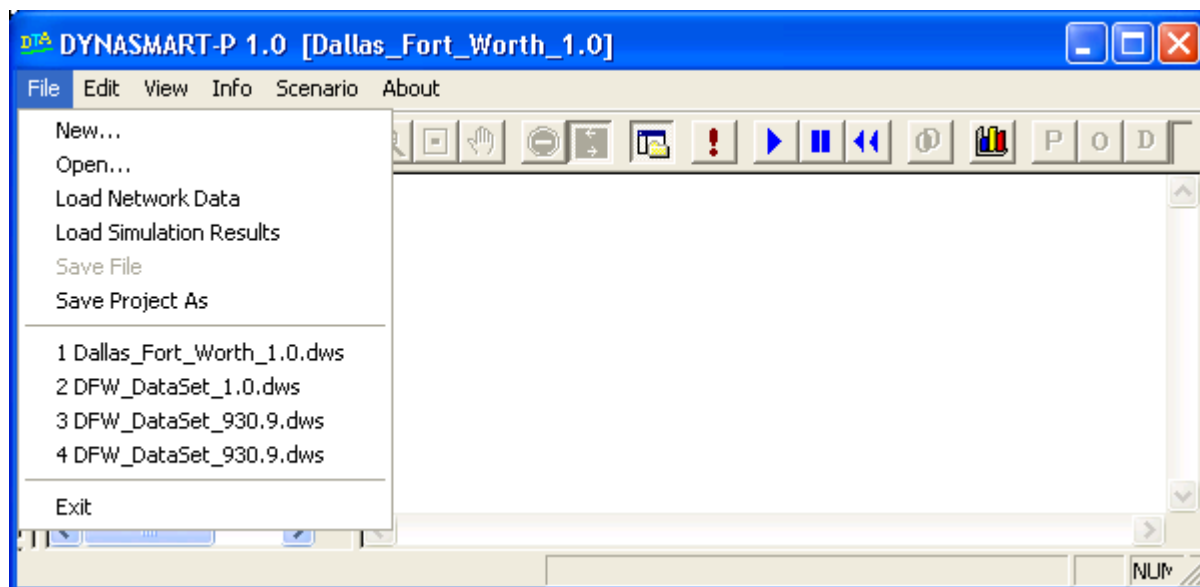 DTA DYNASMART-P 1.0 [Dallas_Fort_Worth_1.0]
File Edit View Info Scenario About
New...
Open...
Load Network Data
Load Simulation Results
Save File
Save Project As
1 Dallas_Fort_Worth_1.0.dws
2 DFW_DataSet_1.0.dws
3 DFW_DataSet_930.9.dws
4 DFW_DataSet_930.9.dws
Exit
P O D
NUM